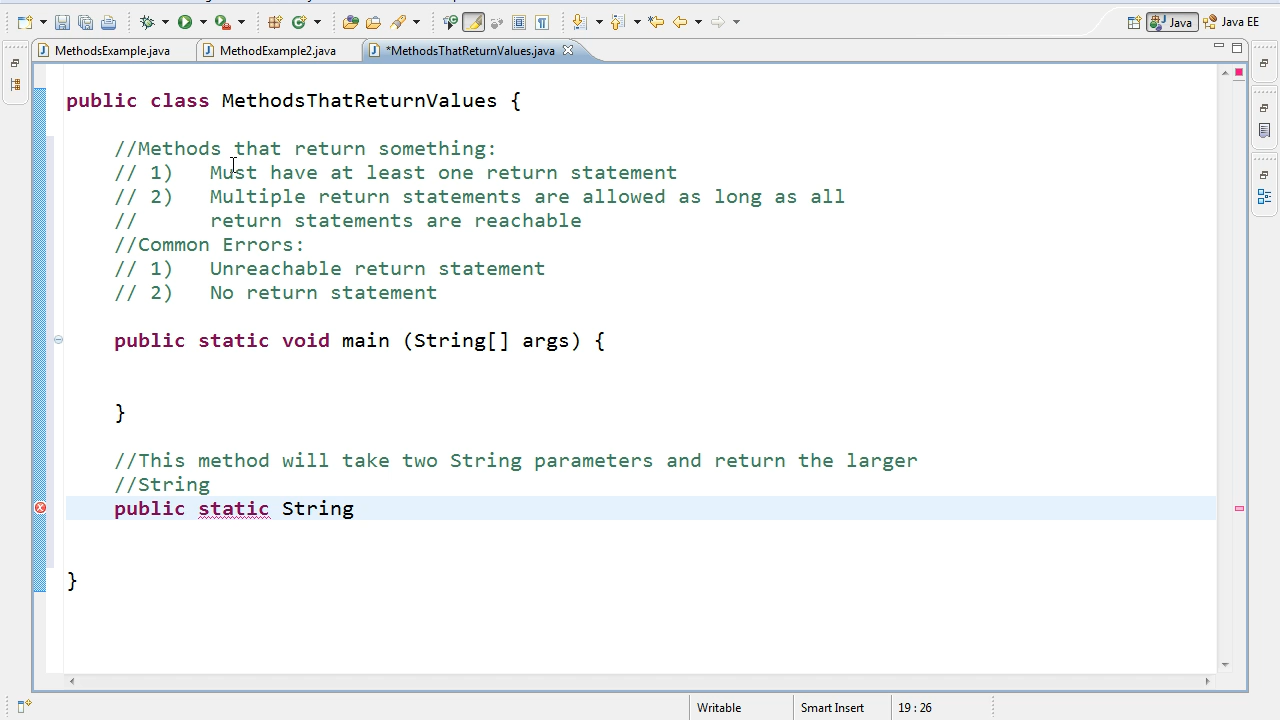 Java
Java EE
MethodsExample.java
MethodExample2.java
*MethodsThatReturnValues.java
public class MethodsThatReturnValues {
//Methods that return something:
// 1)   Must have at least one return statement
// 2)   Multiple return statements are allowed as long as all
//      return statements are reachable
//Common Errors:
// 1)   Unreachable return statement
// 2)   No return statement
public static void main (String[] args) {
}
//This method will take two String parameters and return the larger
//String
public static String
}
Writable
Smart Insert
19 : 26